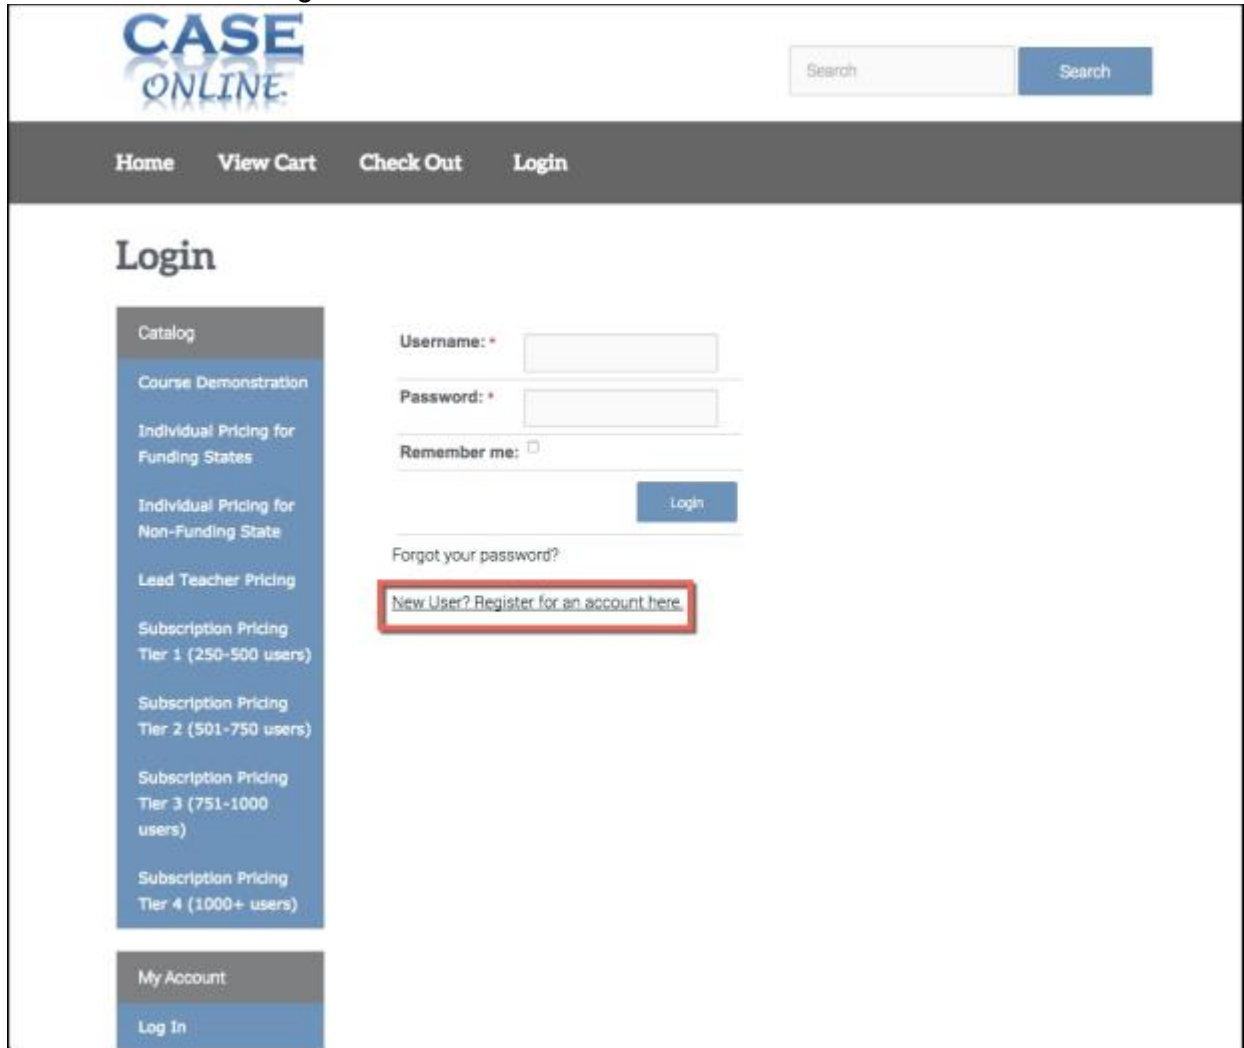 CASE
ONLINE.
Search
Search
Home View Cart Check Out Login
Login
Catalog
Course Demonstration
Individual Pricing for
Funding States
Individual Pricing for
Non-Funding State
Lead Teacher Pricing
Subscription Pricing
Tier 1 (250-500 users)
Subscription Pricing
Tier 2 (501-750 users)
Subscription Pricing
Tier 3 (751-1000
users)
Subscription Pricing
Tier 4 (1000+ users)
My Account
Log In
Username: *
Password: *
Remember me:
Login
Forgot your password?
New User? Register for an account here.